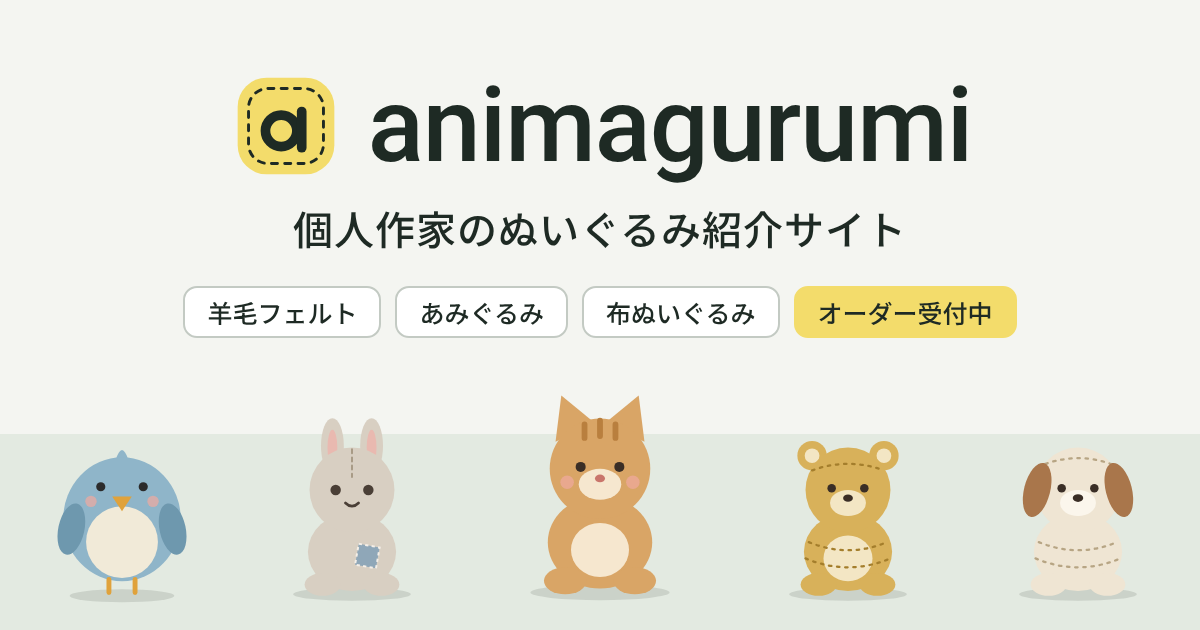 a animagurumi
個人作家のぬいぐるみ紹介サイト
羊毛フェルト あみぐるみ 布ぬいぐるみ オーダー受付中